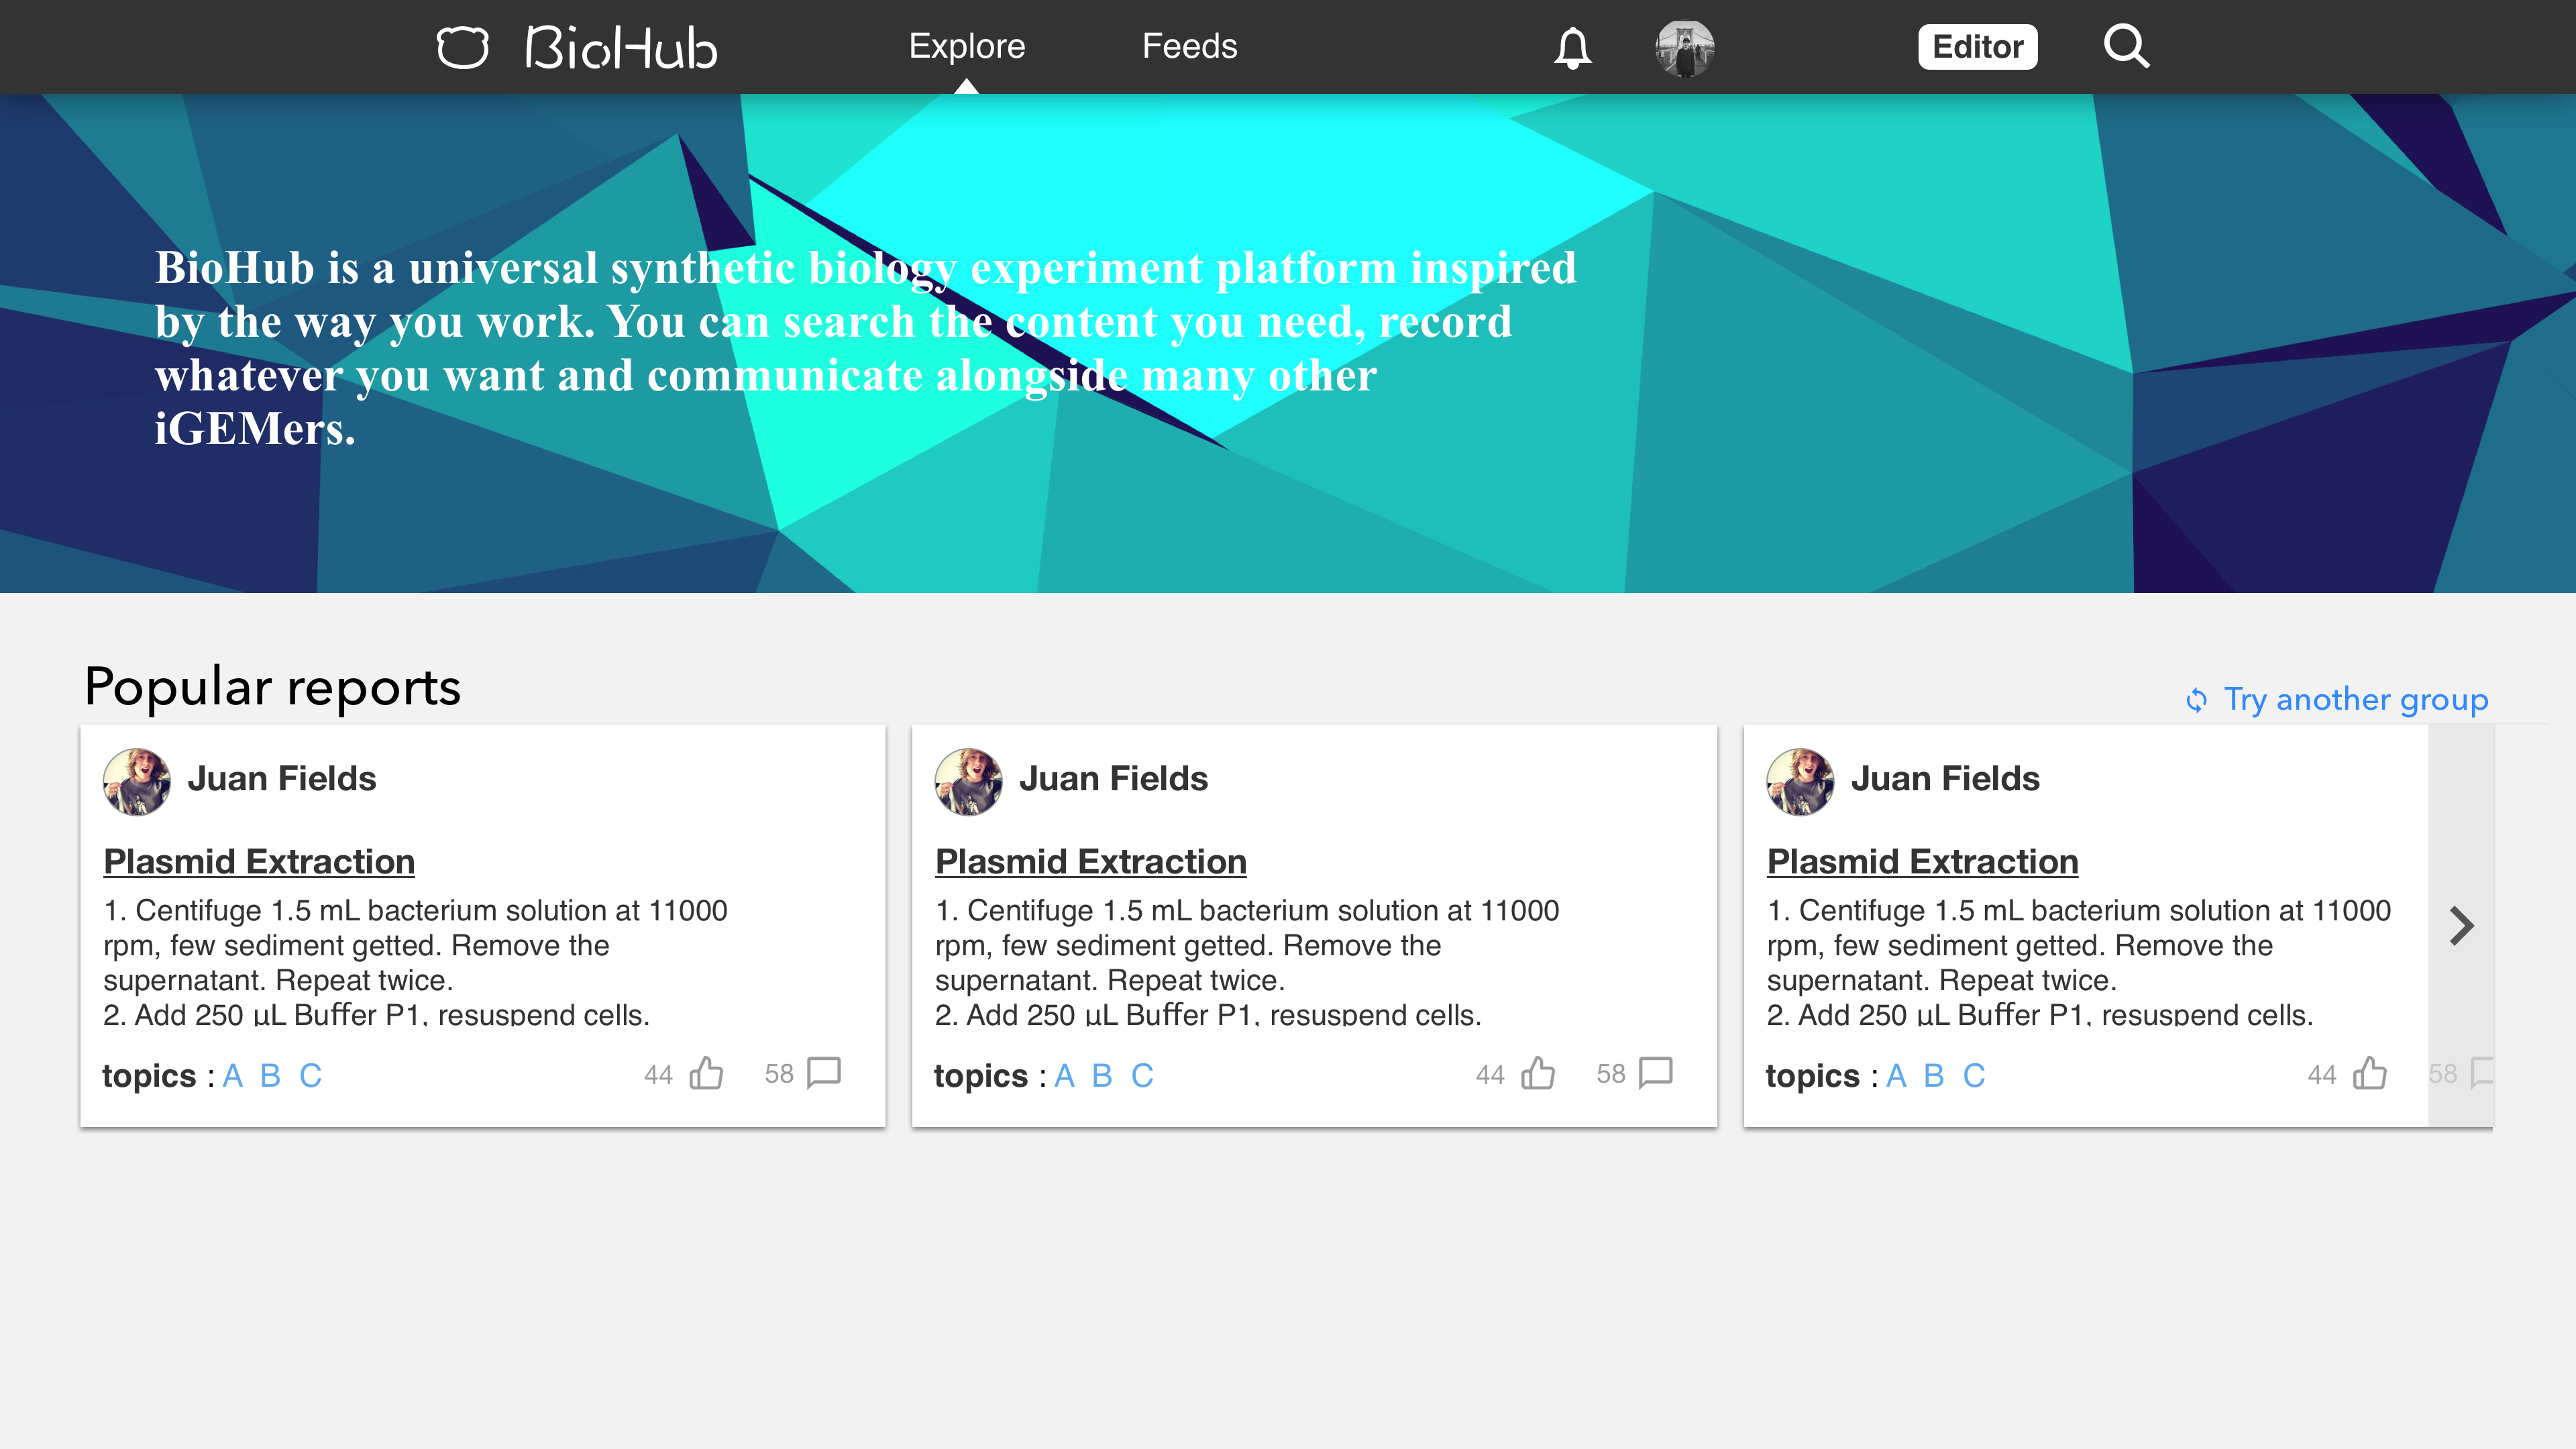 BioHub
Explore
Feeds
Editor
BioHub is a universal synthetic biology experiment platform inspired
by the way you work. You can search the content you need, record
whatever you want and communicate alongside many other
iGEMers.
Popular reports
Try another group
Juan Fields
Plasmid Extraction
1. Centifuge 1.5 mL bacterium solution at 11000
rpm, few sediment getted. Remove the
supernatant. Repeat twice.
2. Add 250 µL Buffer P1, resuspend cells.
topics : A B C
44
58
Juan Fields
Plasmid Extraction
1. Centifuge 1.5 mL bacterium solution at 11000
rpm, few sediment getted. Remove the
supernatant. Repeat twice.
2. Add 250 µL Buffer P1, resuspend cells.
topics : A B C
44
58
Juan Fields
Plasmid Extraction
1. Centifuge 1.5 mL bacterium solution at 11000
rpm, few sediment getted. Remove the
supernatant. Repeat twice.
2. Add 250 µL Buffer P1, resuspend cells.
topics : A B C
44
58